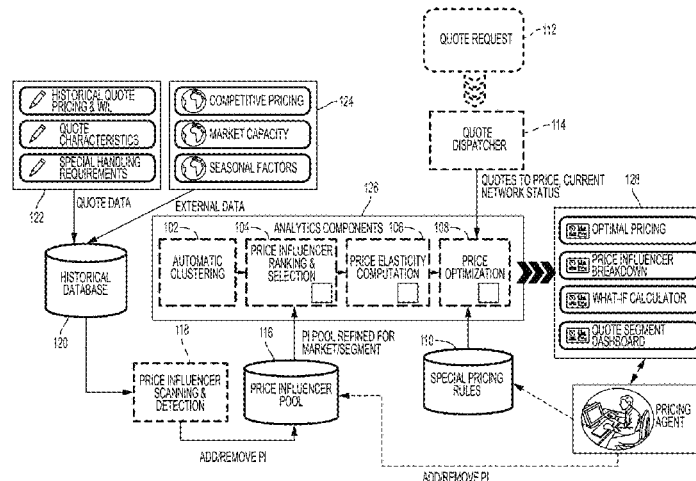 QUOTE REQUEST
112
HISTORICAL QUOTE
PRICING & W/L
QUOTE
CHARACTERISTICS
SPECIAL HANDLING
REQUIREMENTS
122
COMPETITIVE PRICING
MARKET CAPACITY
SEASONAL FACTORS
124
QUOTE
DISPATCHER
114
QUOTES TO PRICE, CURRENT
NETWORK STATUS
QUOTE DATA
EXTERNAL DATA
126
ANALYTICS COMPONENTS
102
AUTOMATIC
CLUSTERING
104
PRICE INFLUENCER
RANKING &
SELECTION
106
PRICE ELASTICITY
COMPUTATION
108
PRICE
OPTIMIZATION
128
OPTIMAL PRICING
PRICE INFLUENCER
BREAKDOWN
WHAT-IF CALCULATOR
QUOTE SEGMENT
DASHBOARD
HISTORICAL
DATABASE
120
118
PRICE INFLUENCER
SCANNING &
DETECTION
116
PI POOL REFINED FOR
MARKET/SEGMENT
PRICE INFLUENCER
POOL
110
SPECIAL PRICING
RULES
PRICING
AGENT
ADD/REMOVE PI
ADD/REMOVE PI